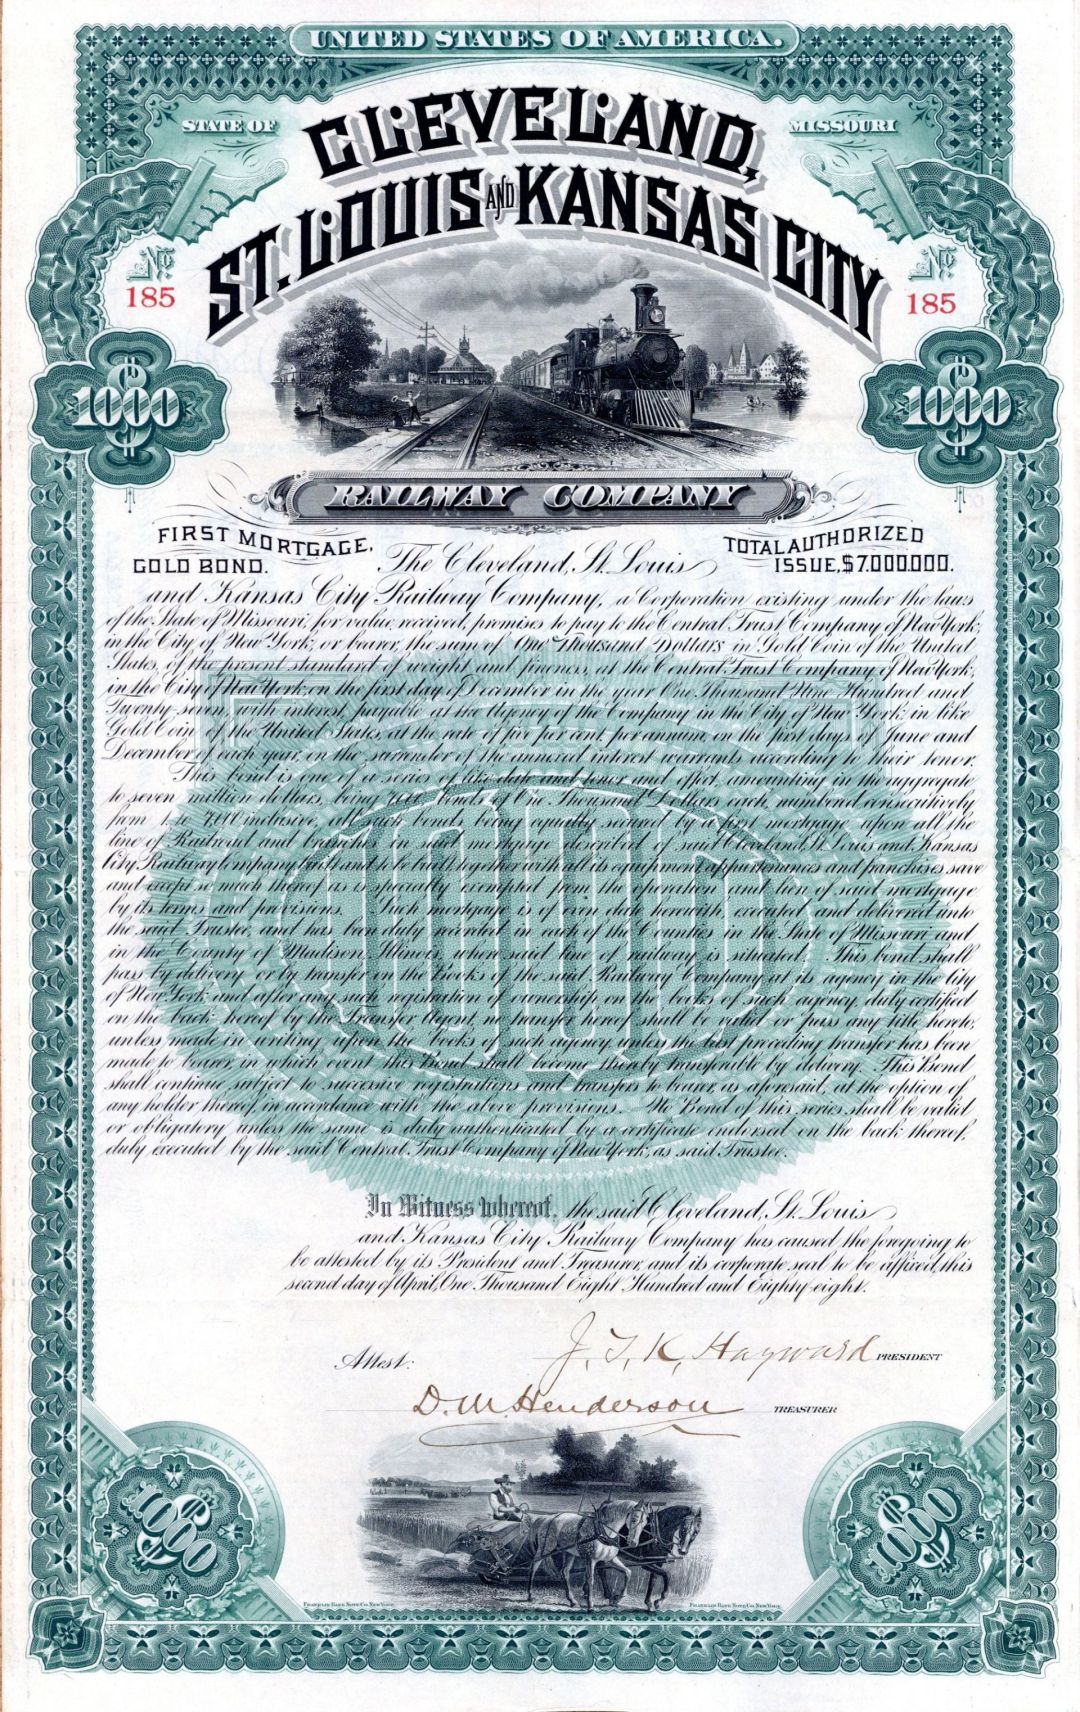 UNITED STATES OF AMERICA.
STATE OF MISSOURI
CLEVELAND,
ST. LOUIS AND KANSAS CITY
No. 185
No. 185
$1000
$1000
RAILWAY COMPANY
FIRST MORTGAGE,
GOLD BOND.
TOTAL AUTHORIZED
ISSUE, $7,000,000.
The Cleveland, St. Louis
and Kansas City Railway Company, a Corporation existing under the laws
of the State of Missouri, for value received, promises to pay to the Central Trust Company of New York,
in the City of New York, or bearer, the sum of One Thousand Dollars in Gold Coin of the United
States, of the present standard of weight and fineness, at the Central Trust Company of New York,
in the City of New York, on the first day of December in the year One Thousand Nine Hundred and
Twenty-seven, with interest, payable at the Agency of the Company in the City of New York in like
Gold Coin of the United States at the rate of five per cent. per annum on the first days of June and
December of each year, on the surrender of the annexed interest warrants according to their tenor.
This bond is one of a series of like date and tenor and effect, amounting in the aggregate
to seven million dollars, being 7000 bonds of One Thousand Dollars each, numbered consecutively
from 1 to 7000 inclusive, all such bonds being equally secured by a first mortgage upon all the
line of Railroad and branches in said mortgage described of said Cleveland, St. Louis and Kansas
City Railway Company built and to be built, together with all its equipment appurtenances and franchises save
and except so much thereof as is specially exempted from the operation and lien of said mortgage
by its terms and provisions. Such mortgage is of even date herewith, executed and delivered unto
the said Trustee, and has been duly recorded in each of the Counties in the State of Missouri and
in the County of Madison, Illinois, where said line of railway is situated. This bond shall
pass by delivery or by transfer on the Books of the said Railway Company at its agency in the City
of New York, and after any such registration of ownership on the books of such agency, duly certified
on the back hereof by the Transfer Agent, no transfer hereof shall be valid or pass any title hereto,
unless made in writing upon the books of such agency unless the last preceding transfer has been
made to bearer, in which event this Bond shall become thereby transferible by delivery. This Bond
shall continue subject to successive registrations and transfers to bearer, as aforesaid, at the option of
any holder thereof, in accordance with the above provisions. No Bond of this series shall be valid
or obligatory unless the same is duly authenticated by a certificate endorsed on the back thereof,
duly executed by the said Central Trust Company of New York, as said Trustee.
1000
In Witness whereof, the said Cleveland, St. Louis
and Kansas City Railway Company has caused the foregoing to
be attested by its President and Treasurer, and its corporate seal to be affixed, this
second day of April, One Thousand Eight Hundred and Eighty-eight.
Attest: J. T. K. Hayward PRESIDENT
D. M. Henderson TREASURER
$1000
$1000
FRANKLIN BANK NOTE CO. NEW YORK.
FRANKLIN BANK NOTE CO. NEW YORK.